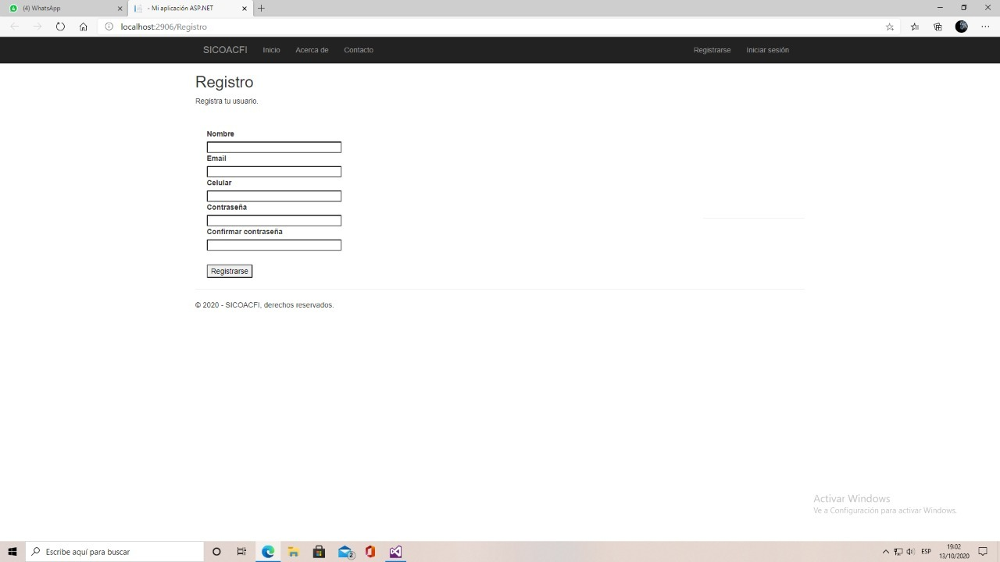 (4) WhatsApp
- Mi aplicación ASP.NET
localhost:2906/Registro
SICOACFI Inicio Acerca de Contacto Registrarse Iniciar sesión
Registro
Registra tu usuario.
Nombre
Email
Celular
Contraseña
Confirmar contraseña
Registrarse
© 2020 - SICOACFI, derechos reservados.
Activar Windows
Ve a Configuración para activar Windows.
Escribe aquí para buscar
2
ESP
19:02
13/10/2020